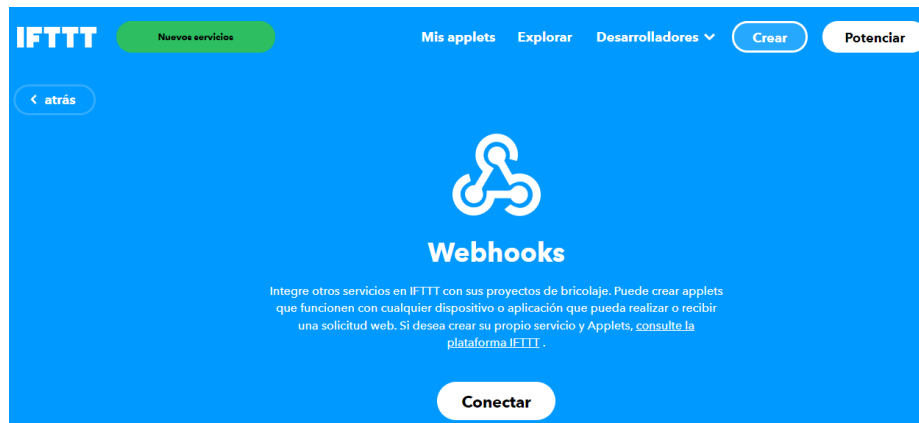 IFTTT
Nuevos servicios
Mis applets
Explorar
Desarrolladores
Crear
Potenciar
atrás
Webhooks
Integre otros servicios en IFTTT con sus proyectos de bricolaje. Puede crear applets
que funcionen con cualquier dispositivo o aplicación que pueda realizar o recibir
una solicitud web. Si desea crear su propio servicio y Applets, consulte la
plataforma IFTTT .
Conectar